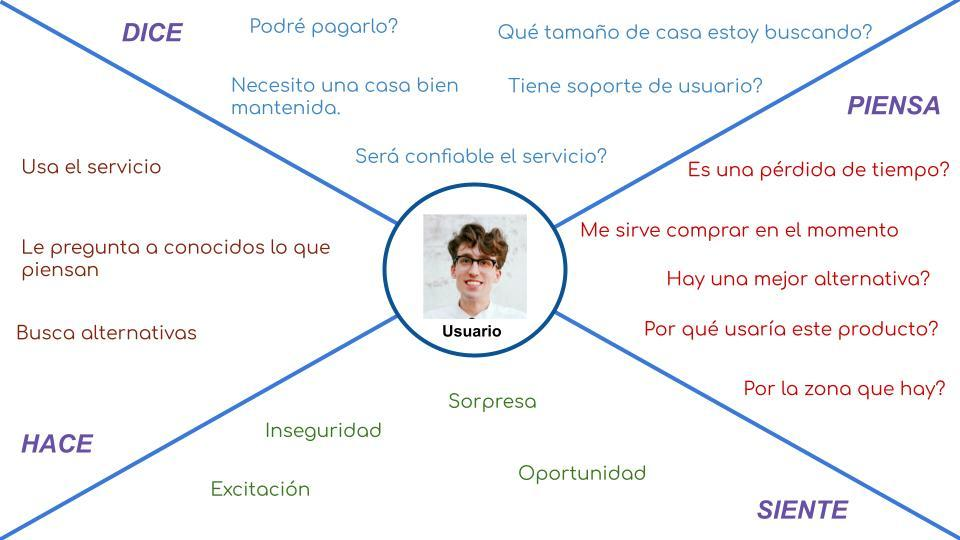 DICE
Podré pagarlo?
Qué tamaño de casa estoy buscando?
Necesito una casa bien
mantenida.
Tiene soporte de usuario?
Será confiable el servicio?
PIENSA
Es una pérdida de tiempo?
Me sirve comprar en el momento
Hay una mejor alternativa?
Por qué usaría este producto?
Por la zona que hay?
Usa el servicio
Le pregunta a conocidos lo que
piensan
Busca alternativas
HACE
Usuario
Sorpresa
Inseguridad
Oportunidad
Excitación
SIENTE